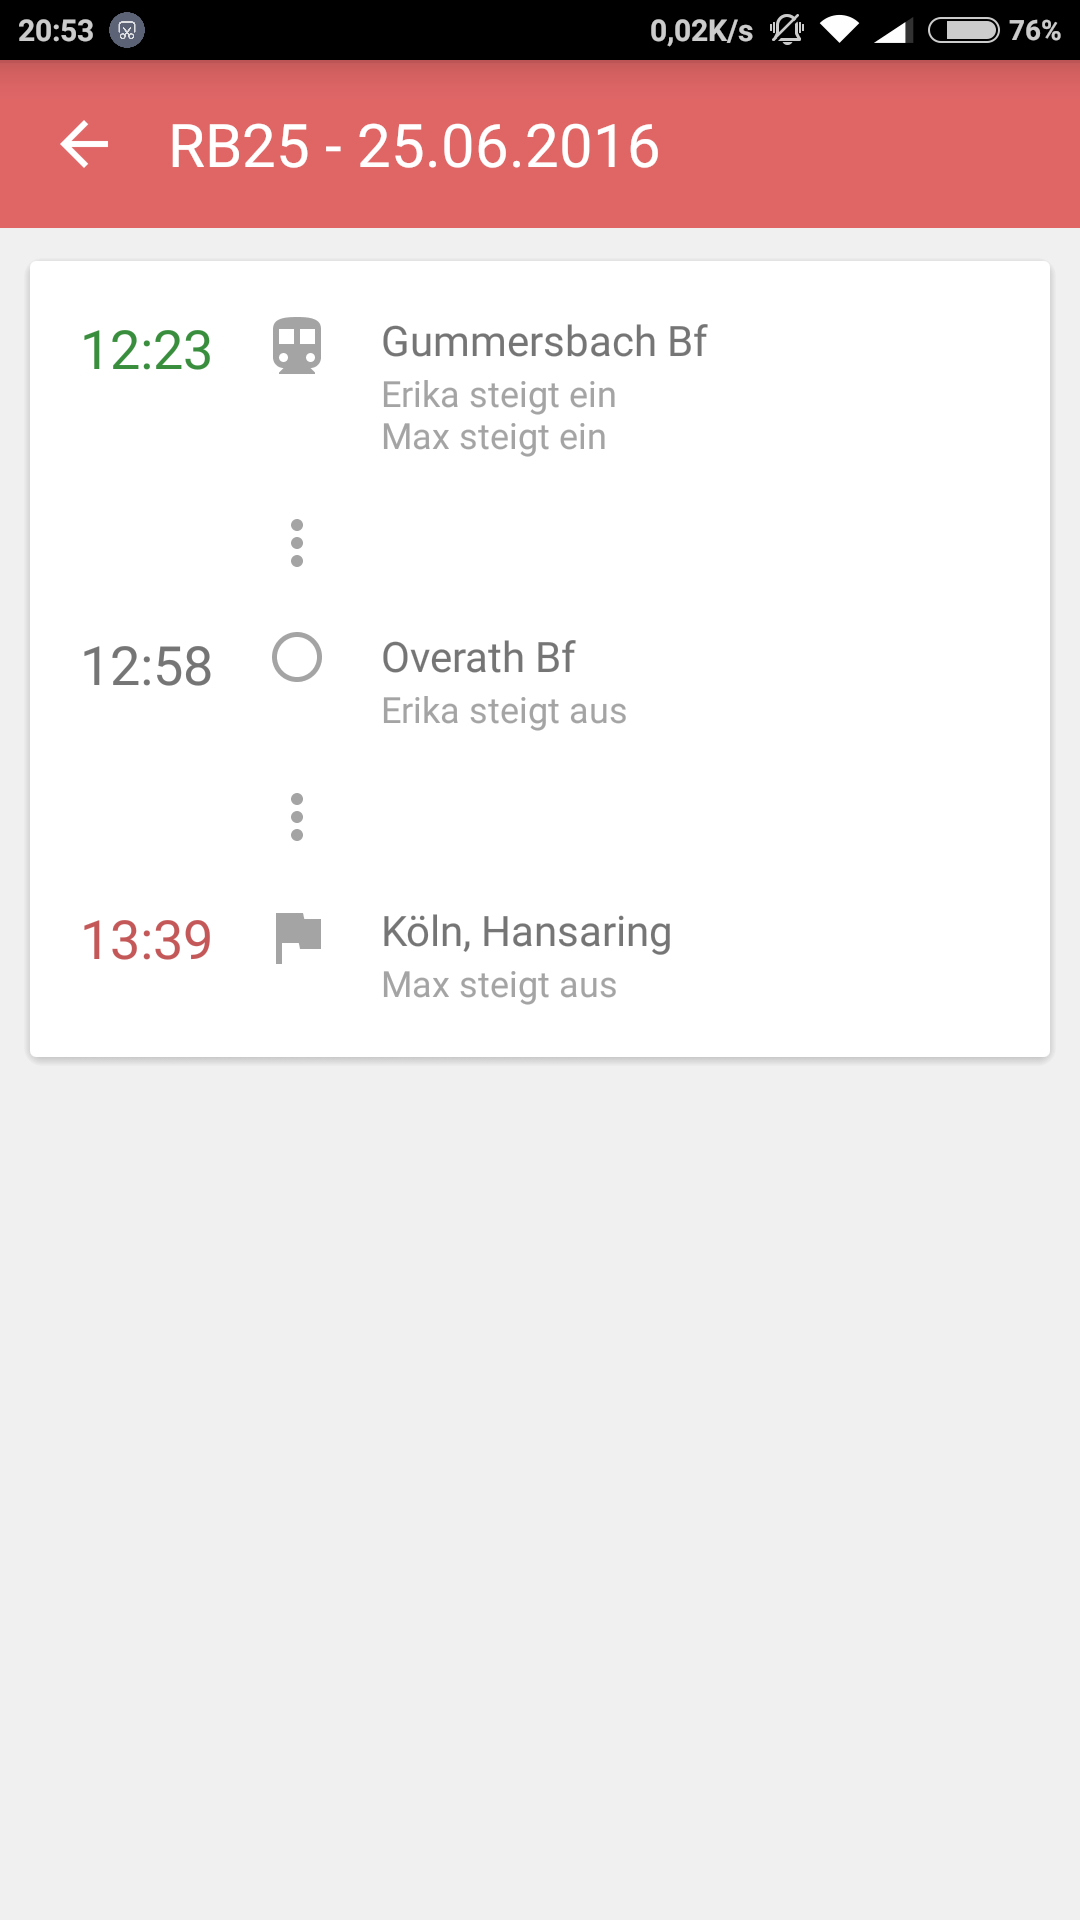 20:53 0,02K/s 76%
RB25 - 25.06.2016
12:23 Gummersbach Bf
Erika steigt ein
Max steigt ein
12:58 Overath Bf
Erika steigt aus
13:39 Köln, Hansaring
Max steigt aus